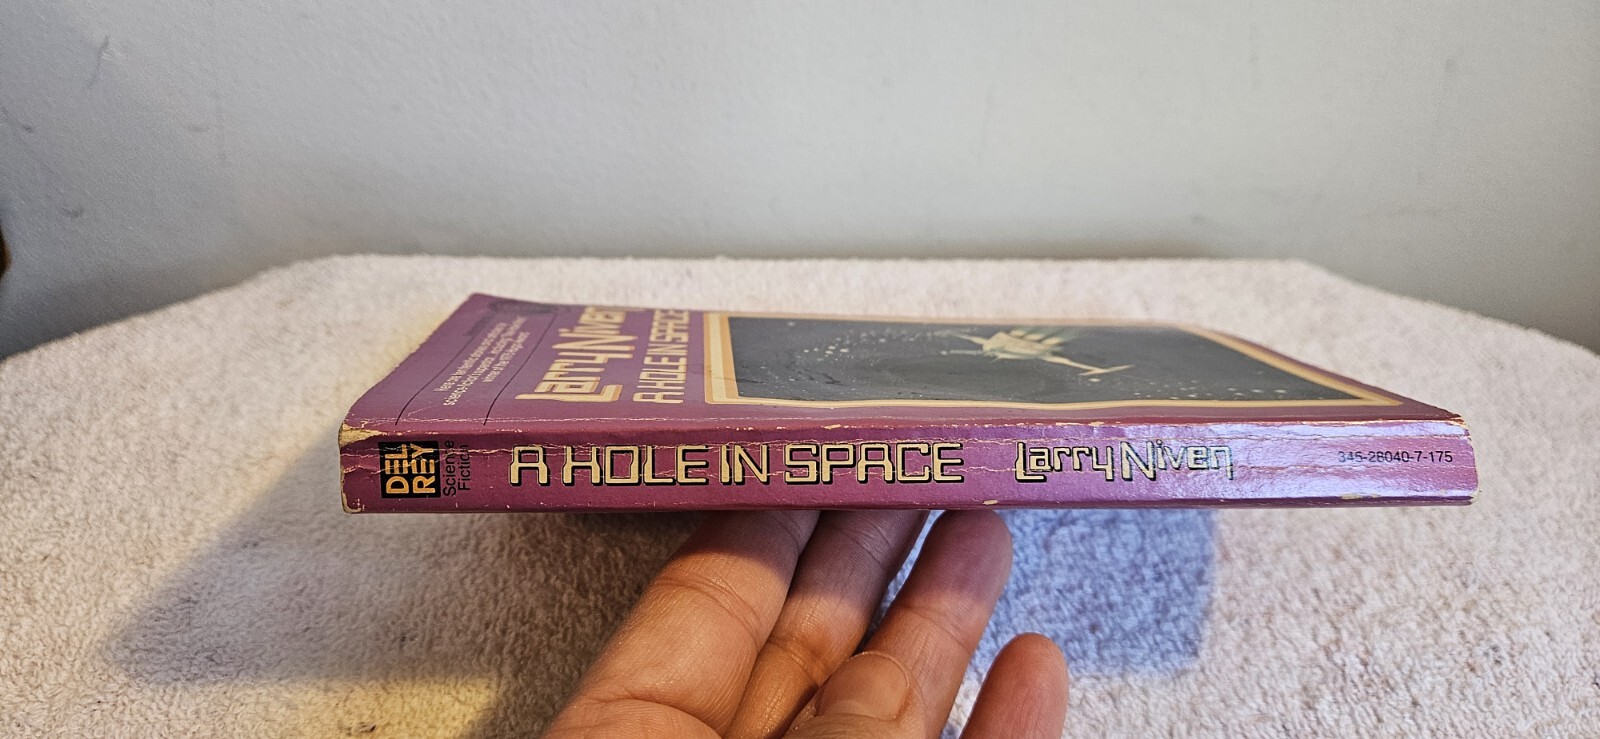 Larry Niven
A HOLE IN SPACE
DEL
REY
Science
Fiction
A HOLE IN SPACE
Larry Niven
345-28040-7-175